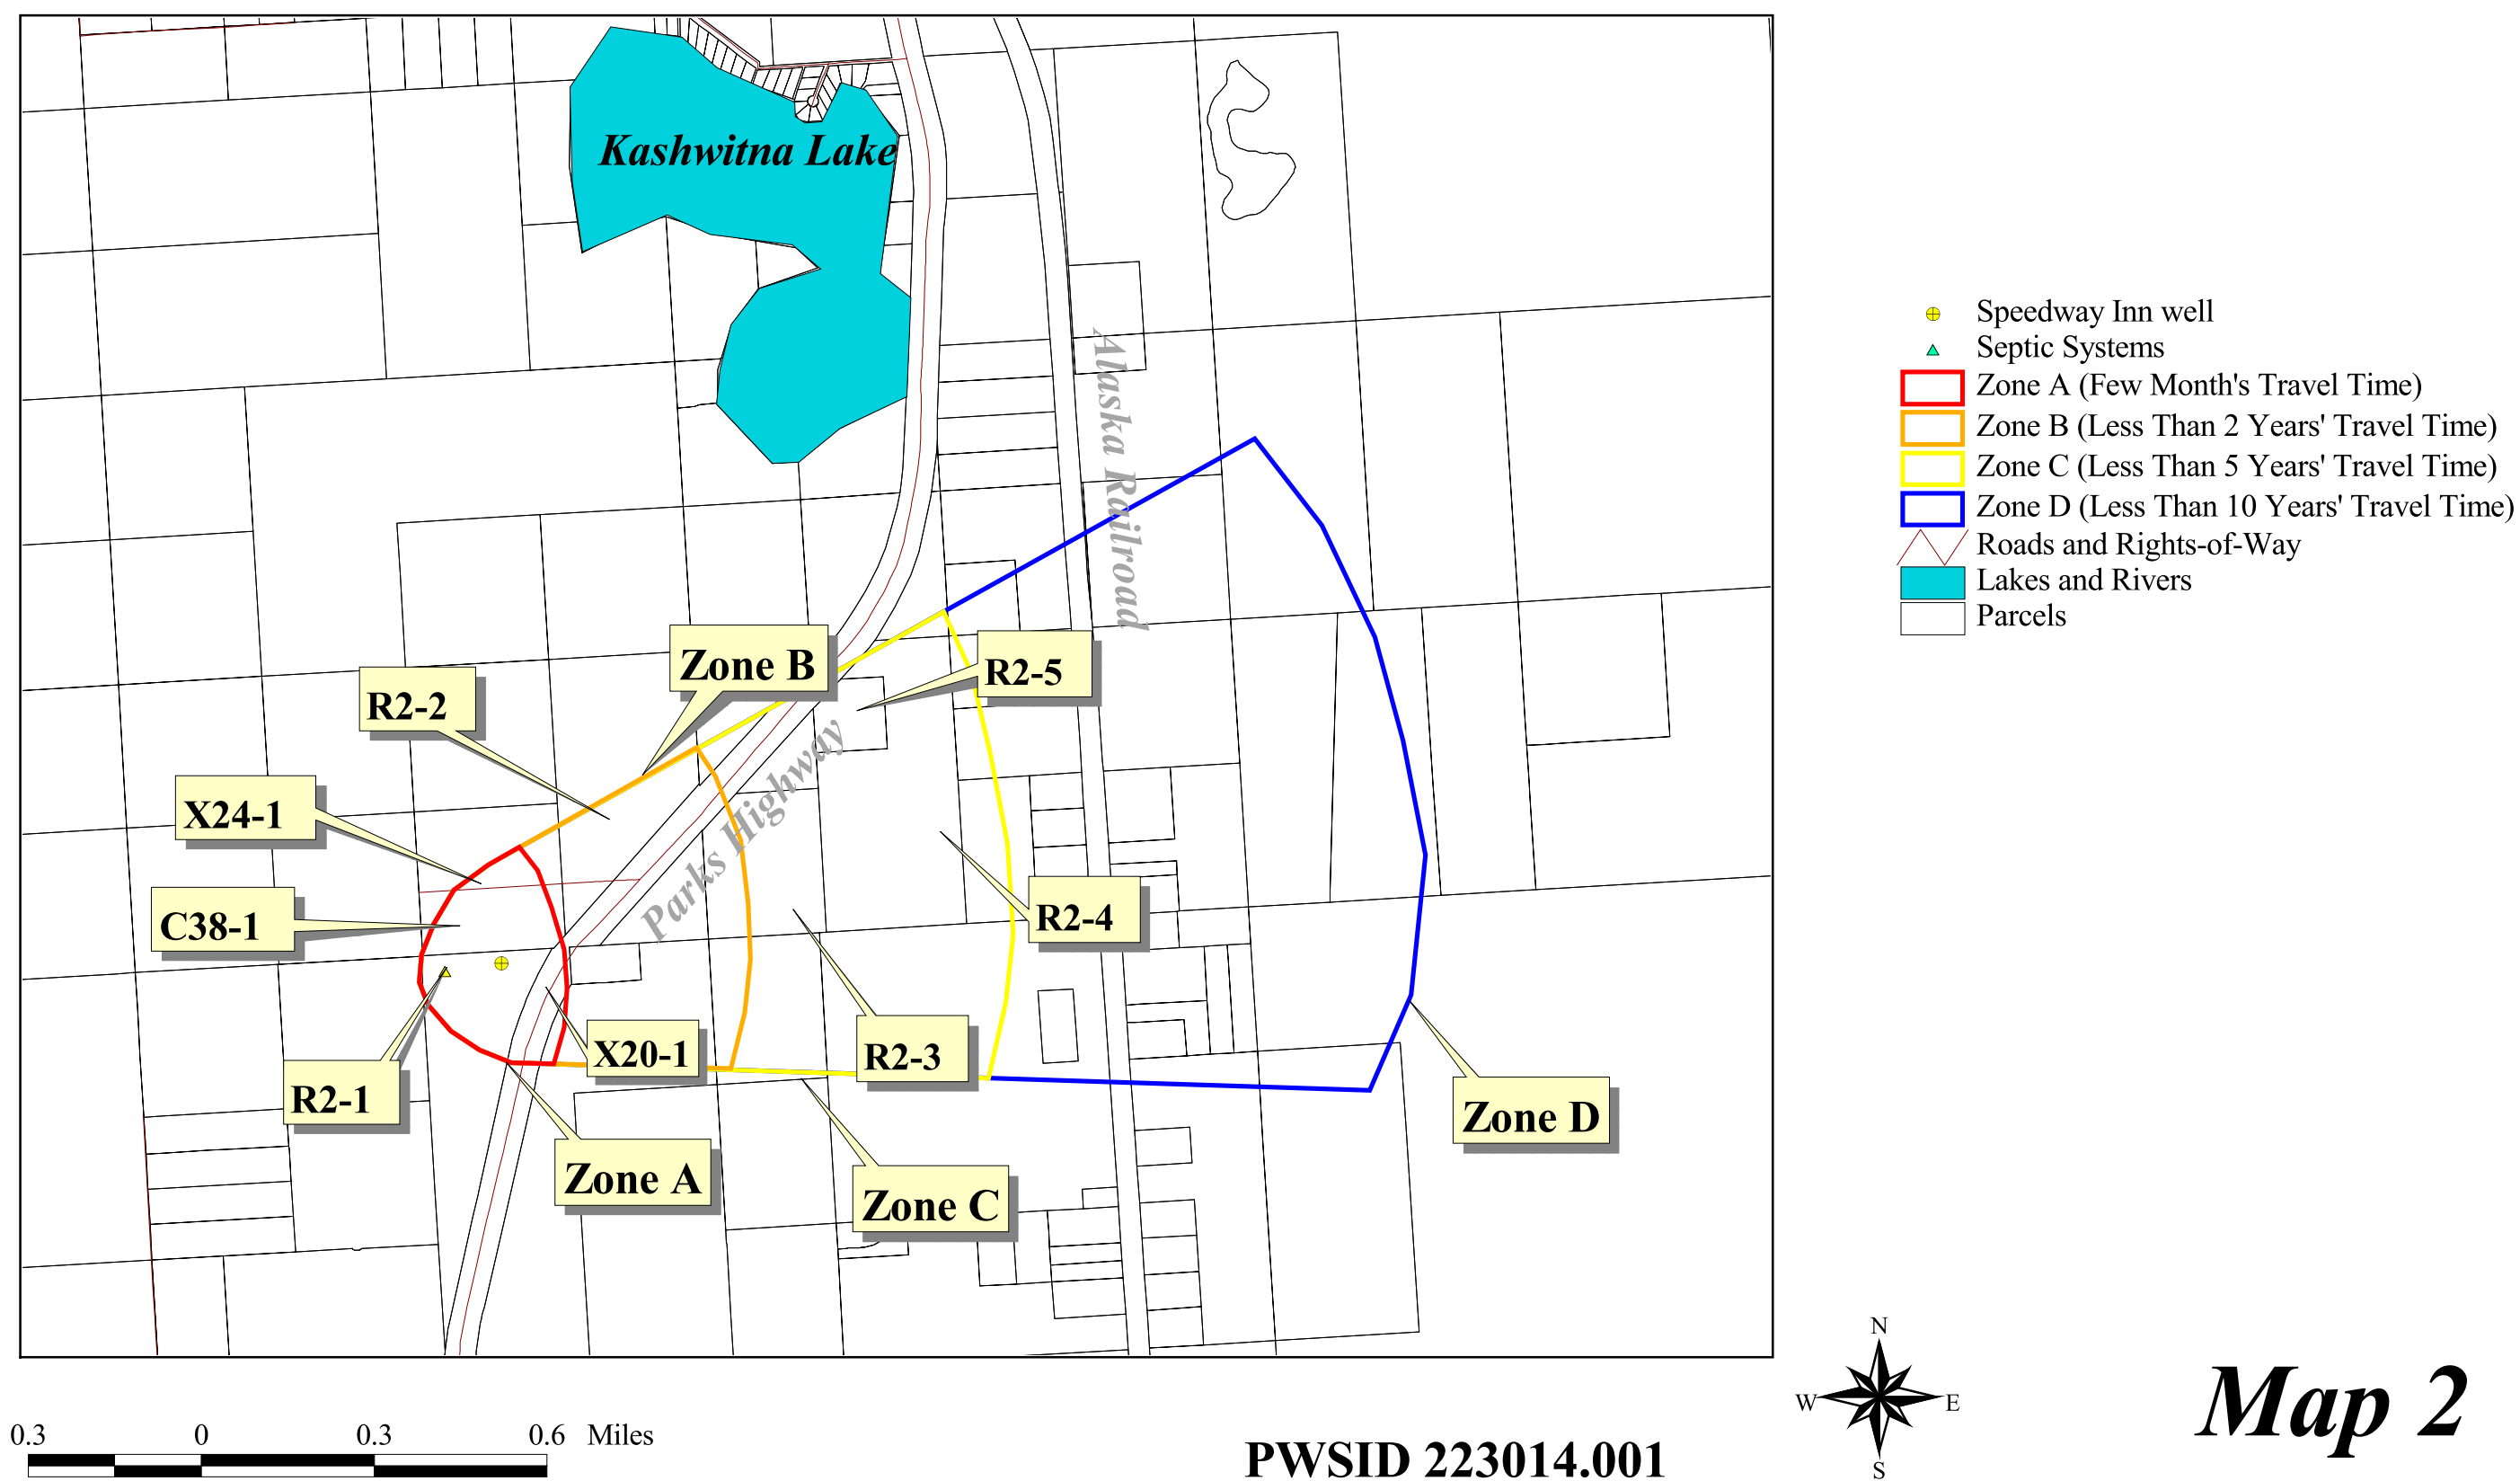 Kashwitna Lake
Alaska Railroad
Speedway Inn well
Septic Systems
Zone A (Few Month's Travel Time)
Zone B (Less Than 2 Years' Travel Time)
Zone C (Less Than 5 Years' Travel Time)
Zone D (Less Than 10 Years' Travel Time)
Roads and Rights-of-Way
Lakes and Rivers
Parcels
Zone B
R2-5
R2-2
Parks Highway
X24-1
C38-1
R2-4
X20-1
R2-3
R2-1
Zone D
Zone A
Zone C
N
W E
S
Map 2
0.3 0 0.3 0.6 Miles
PWSID 223014.001